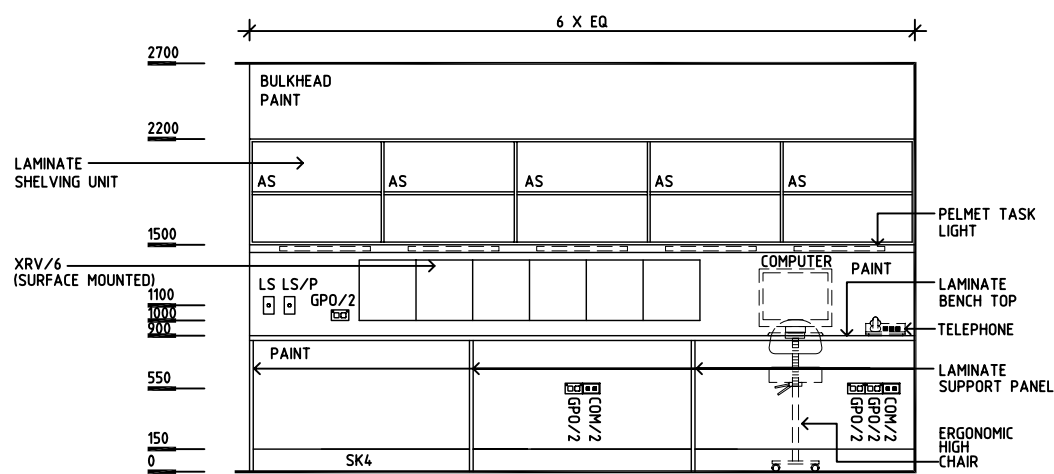 6 X EQ
2700
BULKHEAD
PAINT
2200
LAMINATE
SHELVING UNIT
AS
AS
AS
AS
AS
PELMET TASK
LIGHT
1500
XRV/6
(SURFACE MOUNTED)
COMPUTER
PAINT
LS LS/P
GPO/2
LAMINATE
BENCH TOP
1100
1000
900
TELEPHONE
PAINT
LAMINATE
SUPPORT PANEL
550
GPO/2
COM/2
GPO/2
GPO/2
COM/2
ERGONOMIC
HIGH
CHAIR
150
0
SK4